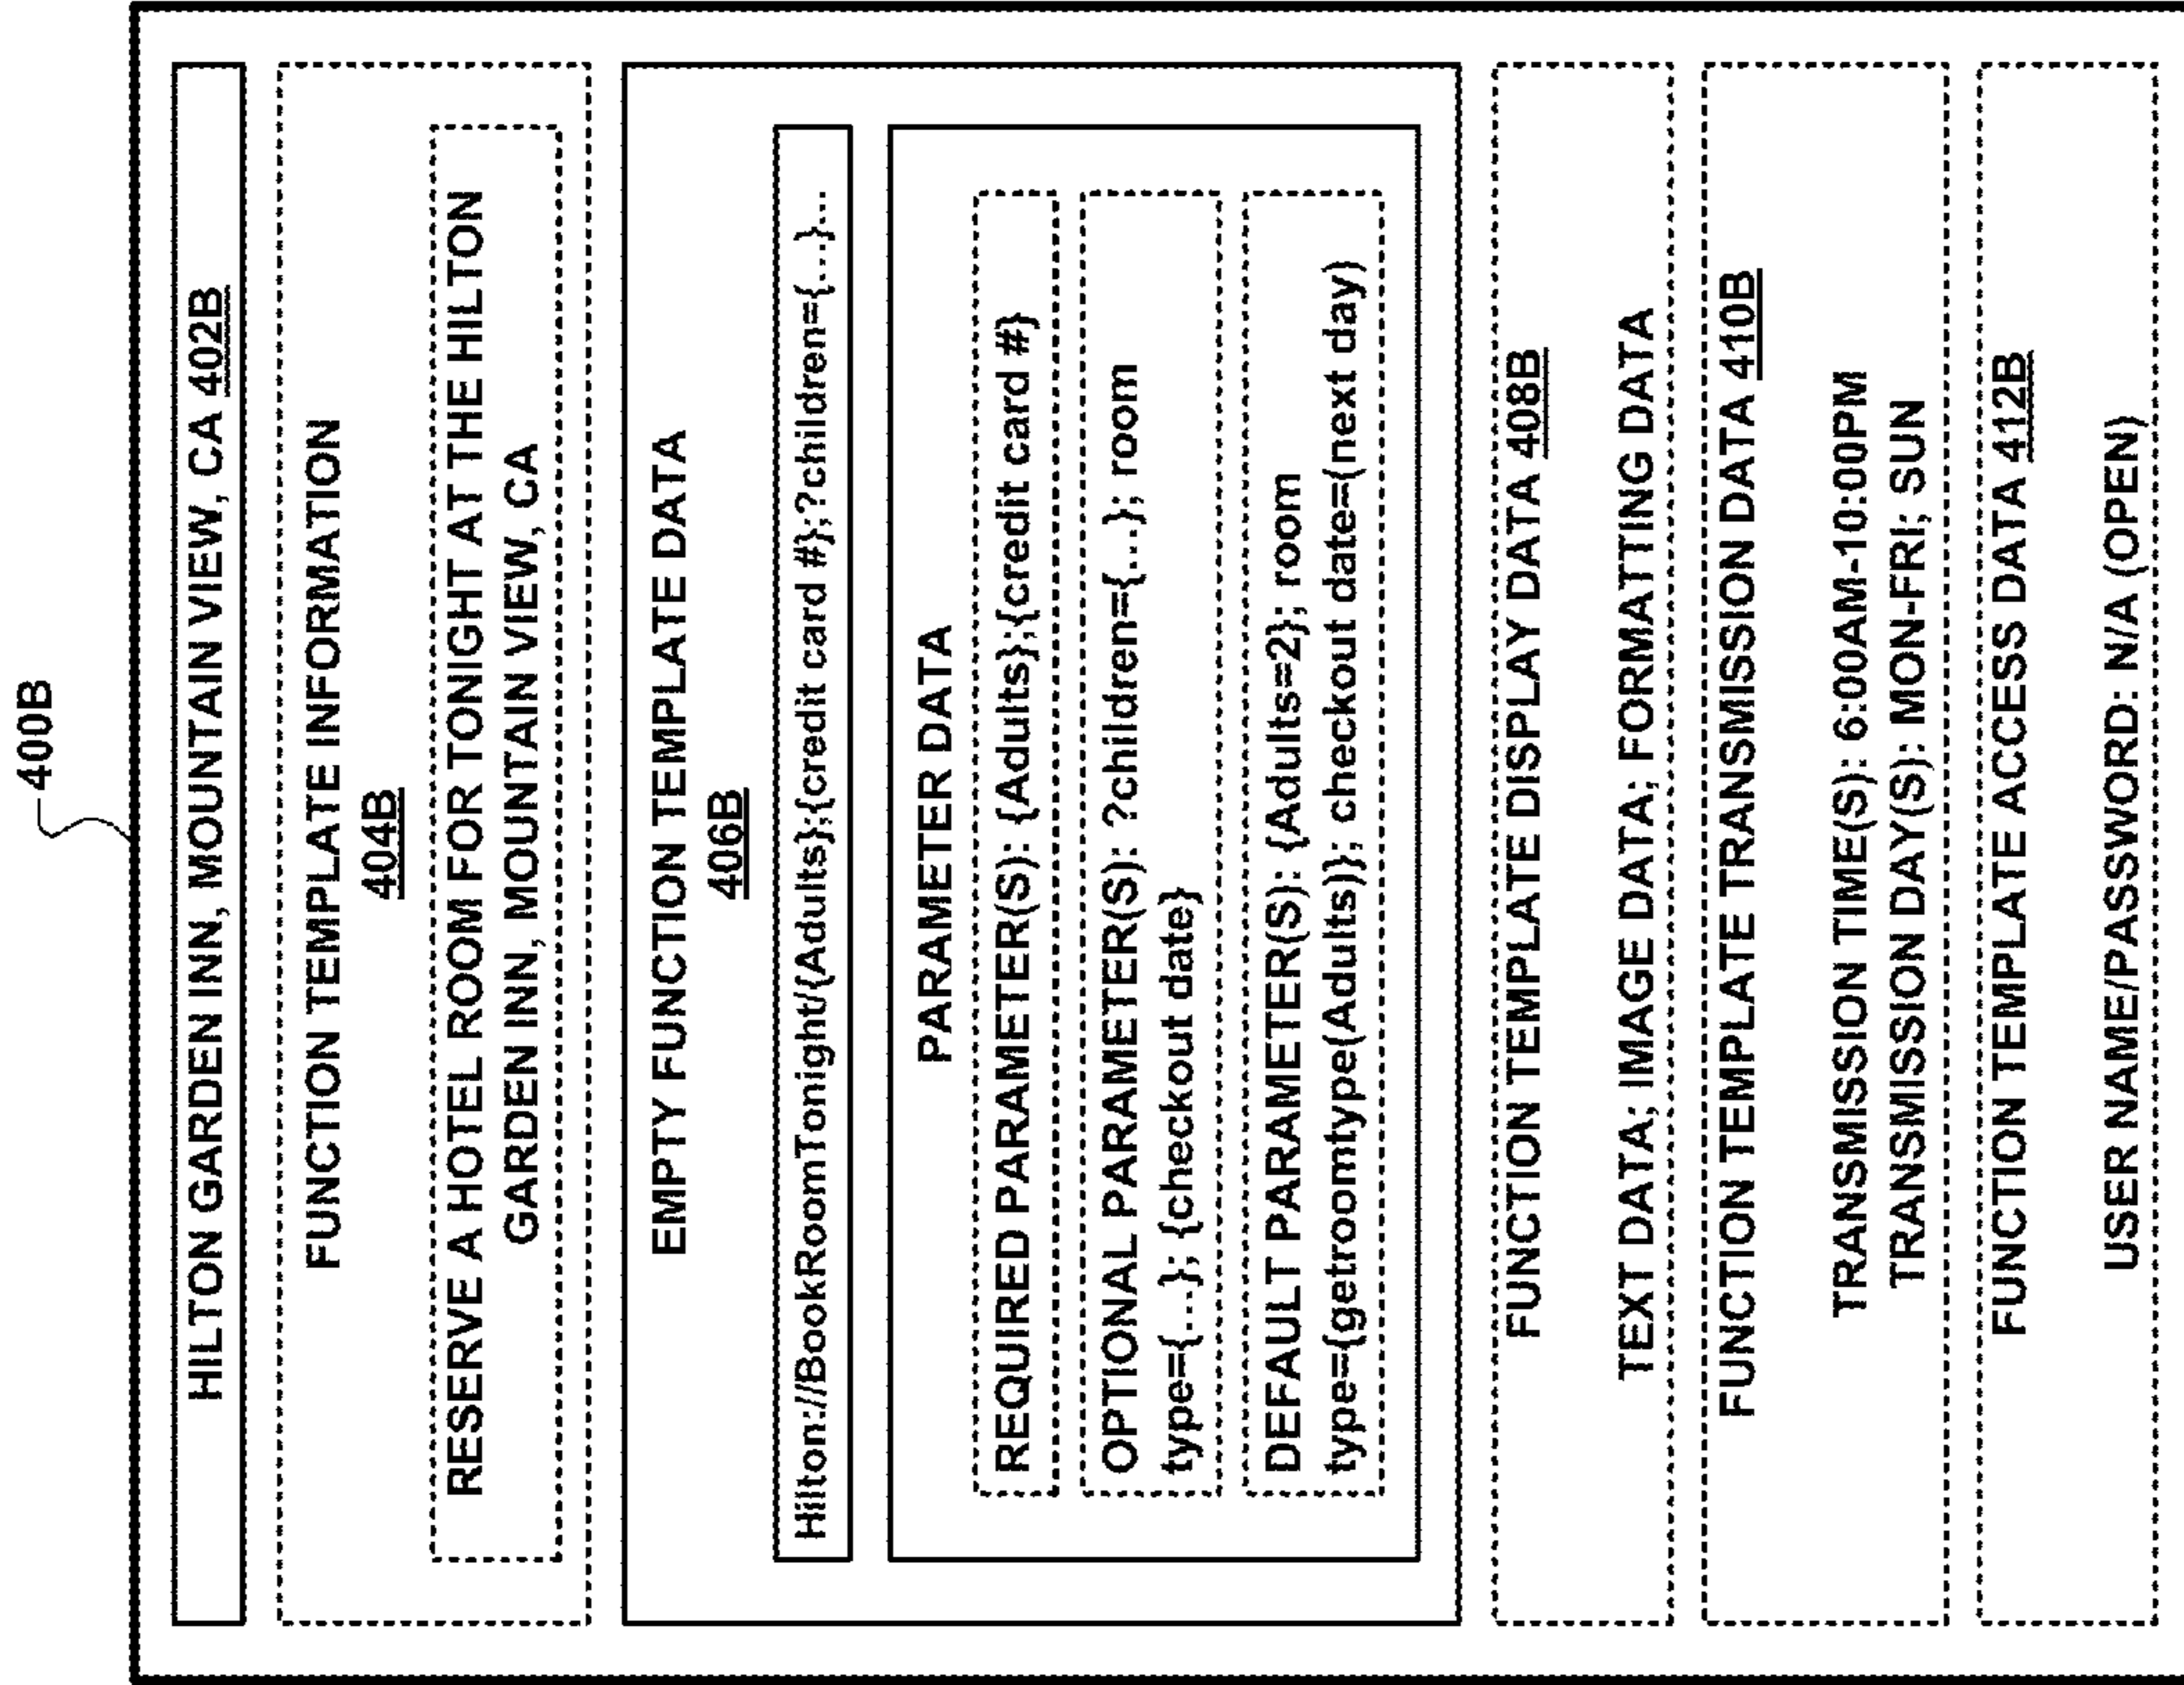 400B
HILTON GARDEN INN, MOUNTAIN VIEW, CA 402B
FUNCTION TEMPLATE INFORMATION
404B
RESERVE A HOTEL ROOM FOR TONIGHT AT THE HILTON
GARDEN INN, MOUNTAIN VIEW, CA
EMPTY FUNCTION TEMPLATE DATA
406B
Hilton://BookRoomTonight/{Adults};{credit card #};?children={...}...
PARAMETER DATA
REQUIRED PARAMETER(S): {Adults};{credit card #}
OPTIONAL PARAMETER(S): ?children={...}; room
type={...}; {checkout date}
DEFAULT PARAMETER(S): {Adults=2}; room
type={getroomtype(Adults)}; checkout date={next day}
FUNCTION TEMPLATE DISPLAY DATA 408B
TEXT DATA; IMAGE DATA; FORMATTING DATA
FUNCTION TEMPLATE TRANSMISSION DATA 410B
TRANSMISSION TIME(S): 6:00AM-10:00PM
TRANSMISSION DAY(S): MON-FRI; SUN
FUNCTION TEMPLATE ACCESS DATA 412B
USER NAME/PASSWORD: N/A (OPEN)